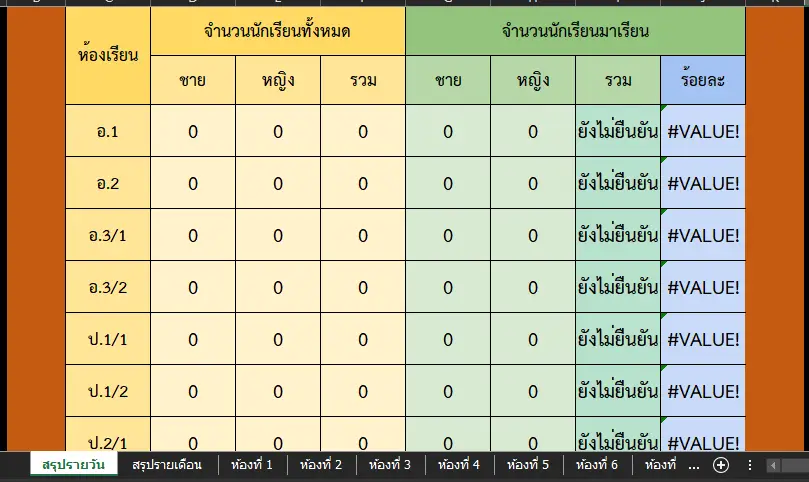 จำนวนนักเรียนทั้งหมด จำนวนนักเรียนมาเรียน
ห้องเรียน
ชาย หญิง รวม ชาย หญิง รวม ร้อยละ
อ.1 0 0 0 0 0 ยังไม่ยืนยัน #VALUE!
อ.2 0 0 0 0 0 ยังไม่ยืนยัน #VALUE!
อ.3/1 0 0 0 0 0 ยังไม่ยืนยัน #VALUE!
อ.3/2 0 0 0 0 0 ยังไม่ยืนยัน #VALUE!
ป.1/1 0 0 0 0 0 ยังไม่ยืนยัน #VALUE!
ป.1/2 0 0 0 0 0 ยังไม่ยืนยัน #VALUE!
ป.2/1 0 0 0 0 0 ยังไม่ยืนยัน #VALUE!
สรุปรายวัน สรุปรายเดือน ห้องที่ 1 ห้องที่ 2 ห้องที่ 3 ห้องที่ 4 ห้องที่ 5 ห้องที่ 6 ห้องที่ ...